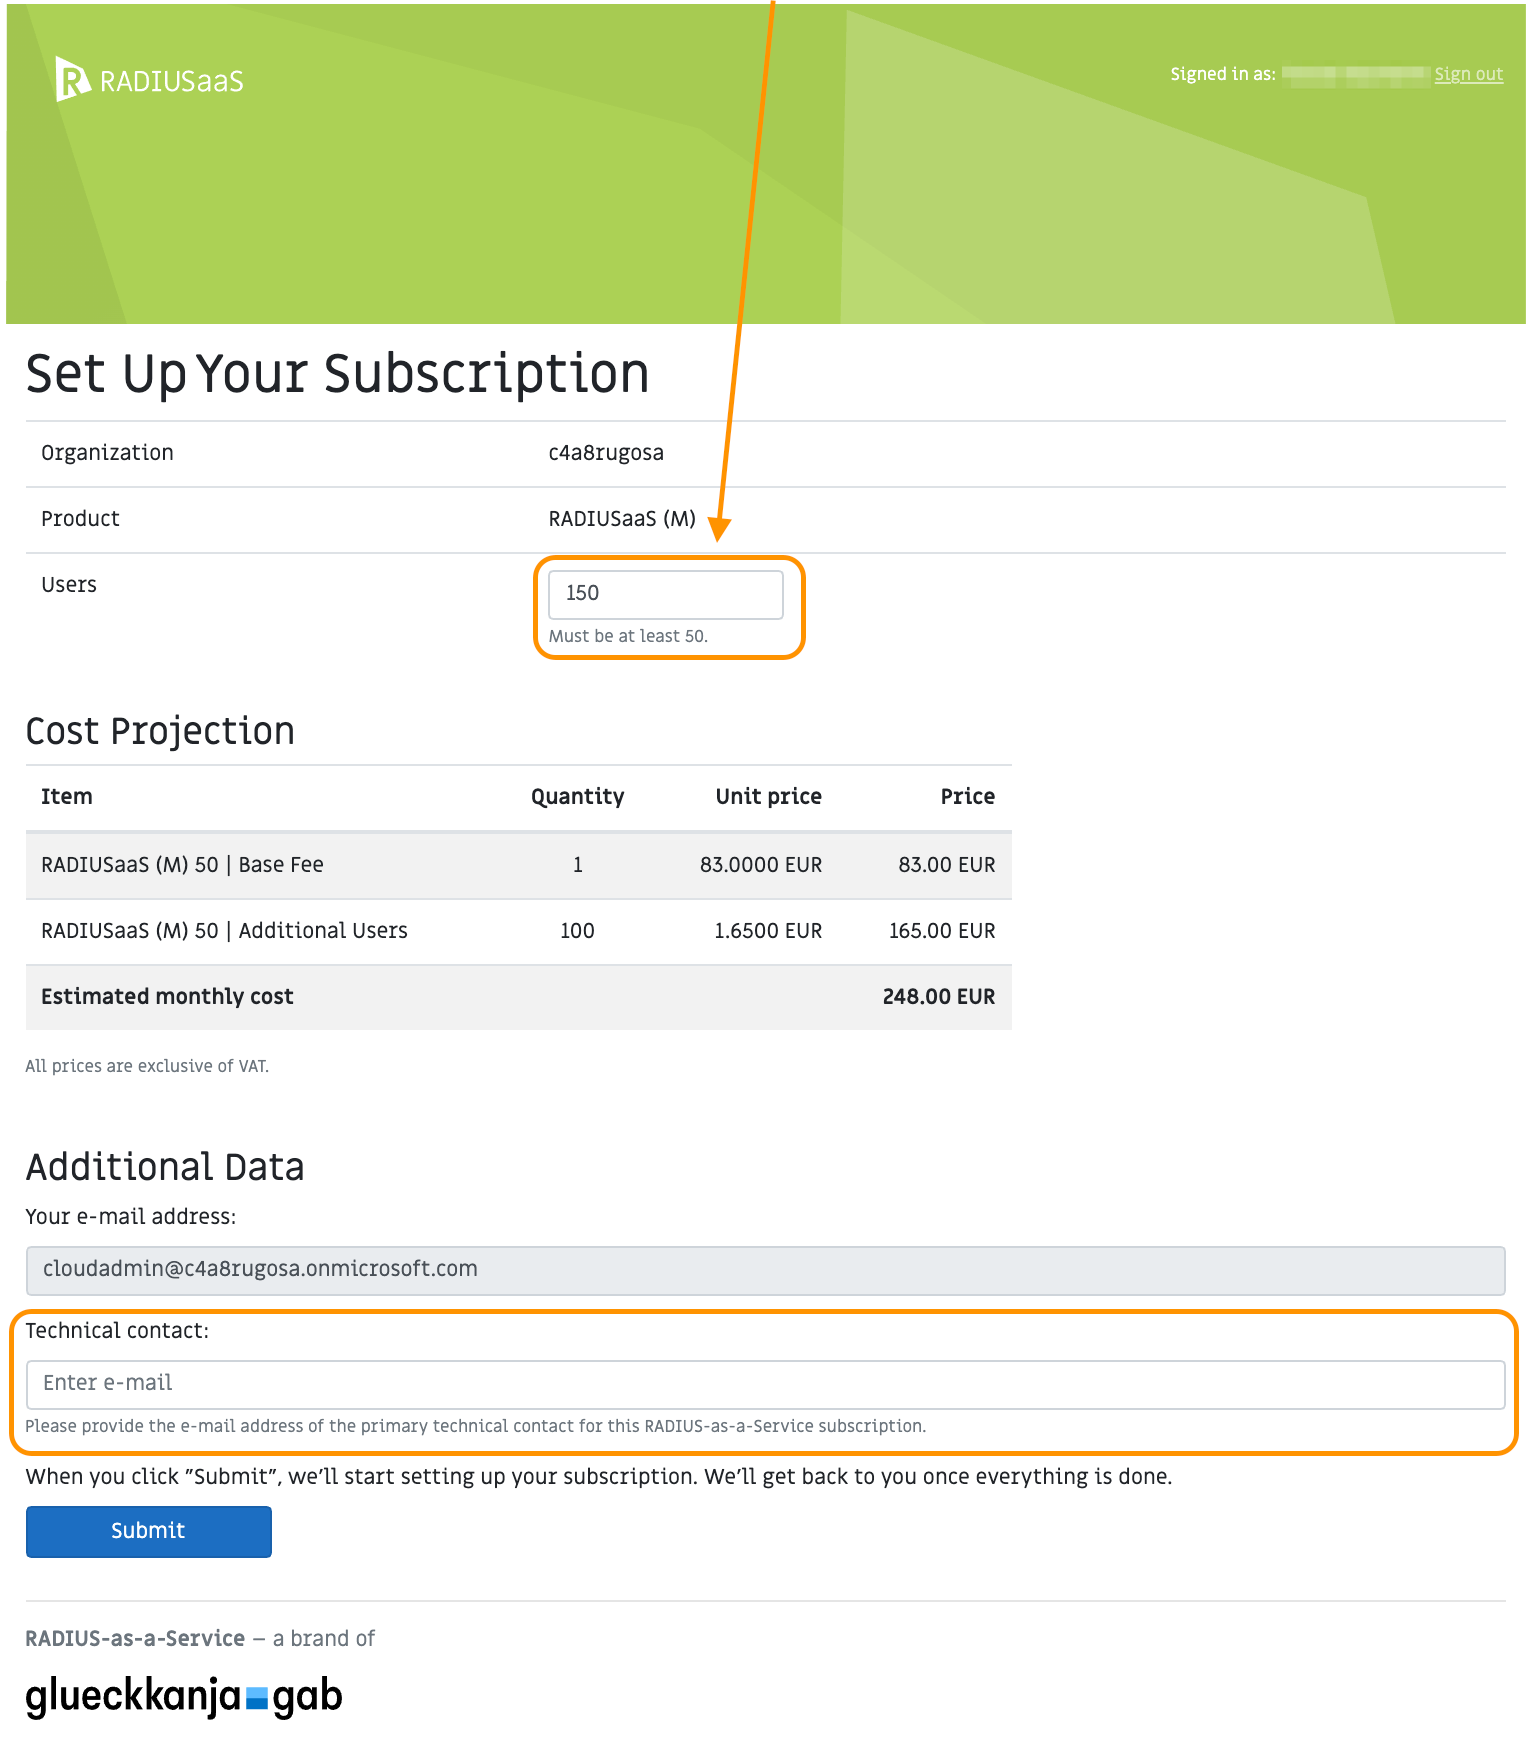 RADIUSaaS
Signed in as: Sign out
Set Up Your Subscription
Organization c4a8rugosa
Product RADIUSaaS (M)
Users 150
Must be at least 50.
Cost Projection
Item Quantity Unit price Price
RADIUSaaS (M) 50 | Base Fee 1 83.0000 EUR 83.00 EUR
RADIUSaaS (M) 50 | Additional Users 100 1.6500 EUR 165.00 EUR
Estimated monthly cost 248.00 EUR
All prices are exclusive of VAT.
Additional Data
Your e-mail address:
cloudadmin@c4a8rugosa.onmicrosoft.com
Technical contact:
Enter e-mail
Please provide the e-mail address of the primary technical contact for this RADIUS-as-a-Service subscription.
When you click ”Submit”, we’ll start setting up your subscription. We’ll get back to you once everything is done.
Submit
RADIUS-as-a-Service – a brand of
glueckkanja gab